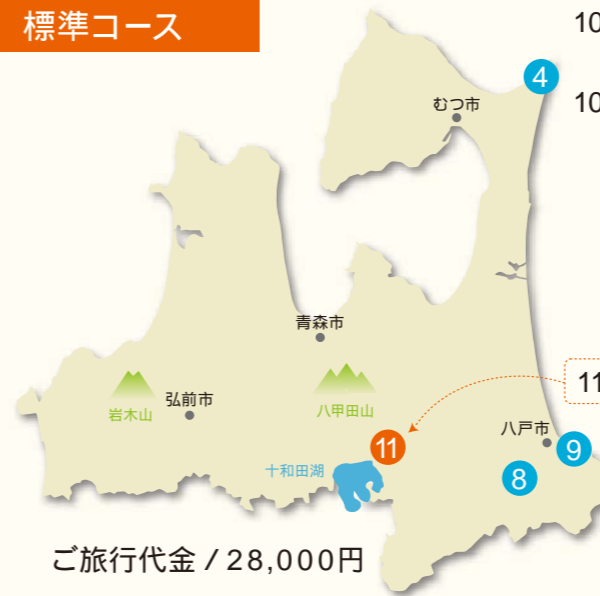 標準コース
10
④
むつ市
10
青森市
11
岩木山
弘前市
八甲田山
八戸市
⑪
⑨
十和田湖
⑧
ご旅行代金 / 28,000円